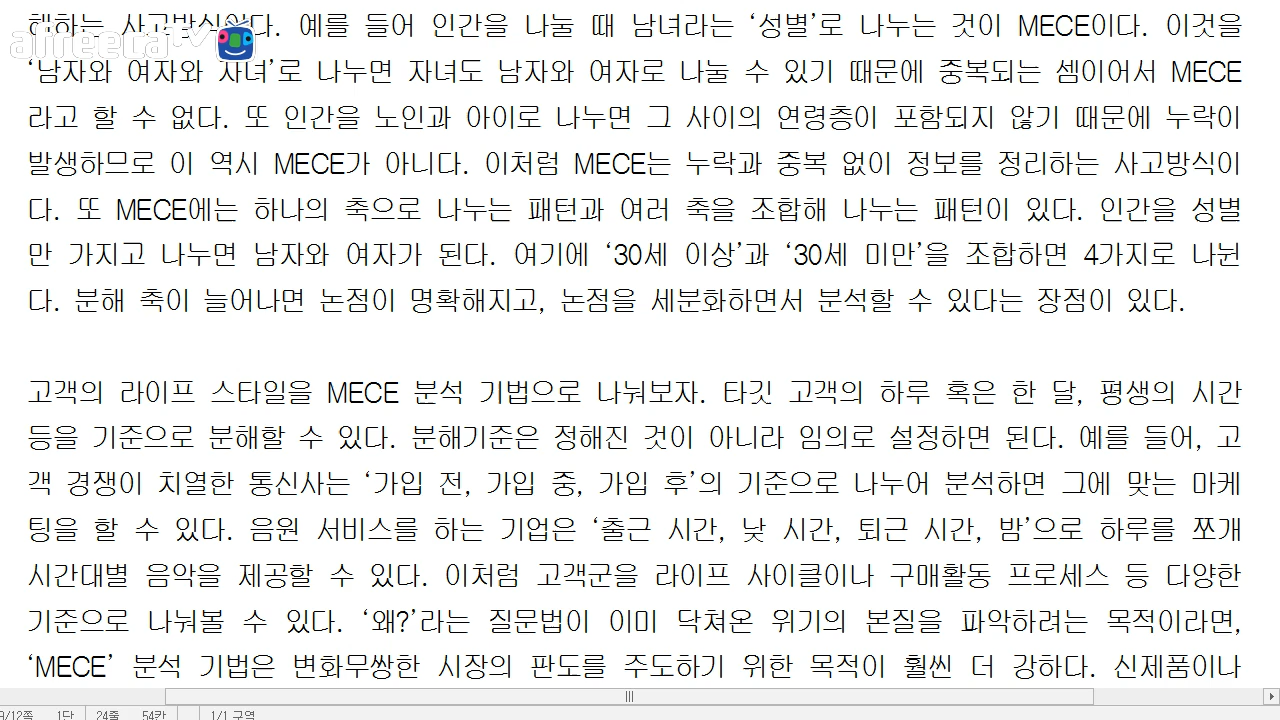 해하는 사고방식이다. 예를 들어 인간을 나눌 때 남녀라는 ‘성별’로 나누는 것이 MECE이다. 이것을
afreecaTV
‘남자와 여자와 자녀’로 나누면 자녀도 남자와 여자로 나눌 수 있기 때문에 중복되는 셈이어서 MECE
라고 할 수 없다. 또 인간을 노인과 아이로 나누면 그 사이의 연령층이 포함되지 않기 때문에 누락이
발생하므로 이 역시 MECE가 아니다. 이처럼 MECE는 누락과 중복 없이 정보를 정리하는 사고방식이
다. 또 MECE에는 하나의 축으로 나누는 패턴과 여러 축을 조합해 나누는 패턴이 있다. 인간을 성별
만 가지고 나누면 남자와 여자가 된다. 여기에 ‘30세 이상’과 ‘30세 미만’을 조합하면 4가지로 나뉜
다. 분해 축이 늘어나면 논점이 명확해지고, 논점을 세분화하면서 분석할 수 있다는 장점이 있다.
고객의 라이프 스타일을 MECE 분석 기법으로 나눠보자. 타깃 고객의 하루 혹은 한 달, 평생의 시간
등을 기준으로 분해할 수 있다. 분해기준은 정해진 것이 아니라 임의로 설정하면 된다. 예를 들어, 고
객 경쟁이 치열한 통신사는 ‘가입 전, 가입 중, 가입 후’의 기준으로 나누어 분석하면 그에 맞는 마케
팅을 할 수 있다. 음원 서비스를 하는 기업은 ‘출근 시간, 낮 시간, 퇴근 시간, 밤’으로 하루를 쪼개
시간대별 음악을 제공할 수 있다. 이처럼 고객군을 라이프 사이클이나 구매활동 프로세스 등 다양한
기준으로 나눠볼 수 있다. ‘왜?’라는 질문법이 이미 닥쳐온 위기의 본질을 파악하려는 목적이라면,
‘MECE’ 분석 기법은 변화무쌍한 시장의 판도를 주도하기 위한 목적이 훨씬 더 강하다. 신제품이나
9/12쪽 1단 24줄 54칸 1/1 구역